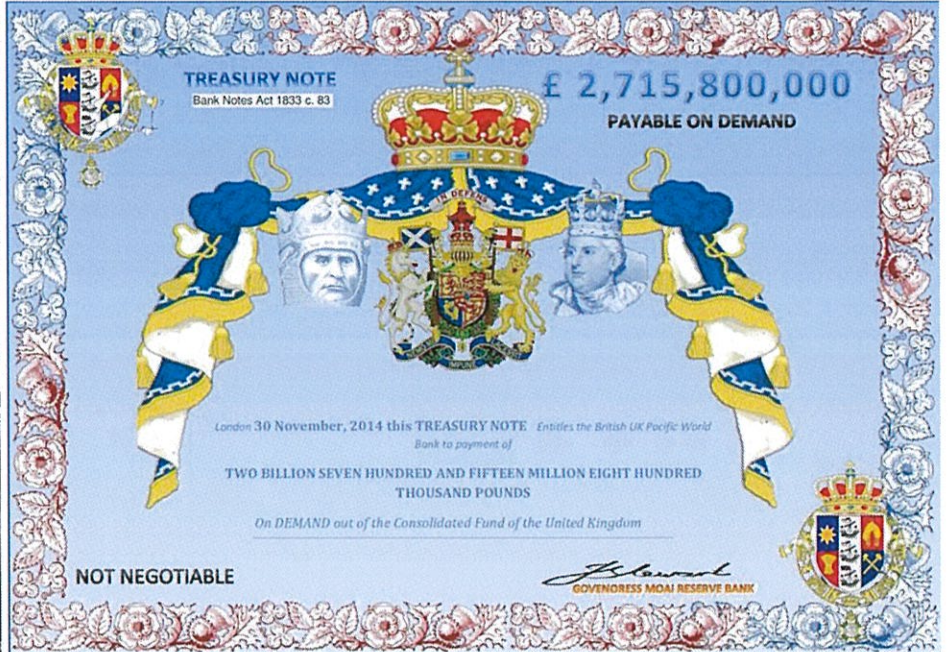 TREASURY NOTE
Bank Notes Act 1833 c. 83
£ 2,715,800,000
PAYABLE ON DEMAND
IN DEFENS
London 30 November, 2014 this TREASURY NOTE Entitles the British UK Pacific World
Bank to payment of
TWO BILLION SEVEN HUNDRED AND FIFTEEN MILLION EIGHT HUNDRED
THOUSAND POUNDS
On DEMAND out of the Consolidated Fund of the United Kingdom
NOT NEGOTIABLE
GOVENORESS MOAI RESERVE BANK